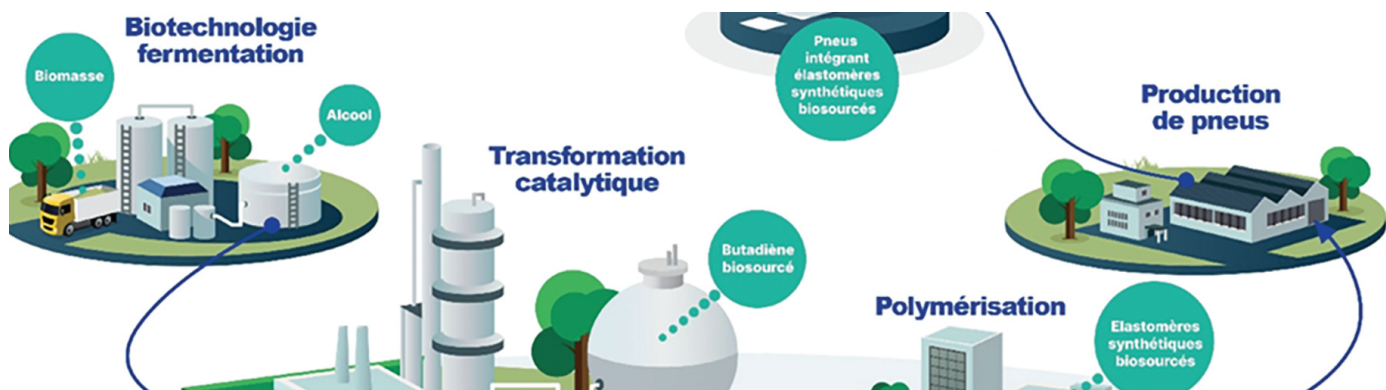 Biotechnologie
fermentation
Biomasse
Alcool
Transformation
catalytique
Butadiène
biosourcé
Pneus
intégrant
élastomères
synthétiques
biosourcés
Polymérisation
Elastomères
synthétiques
biosourcés
Production
de pneus